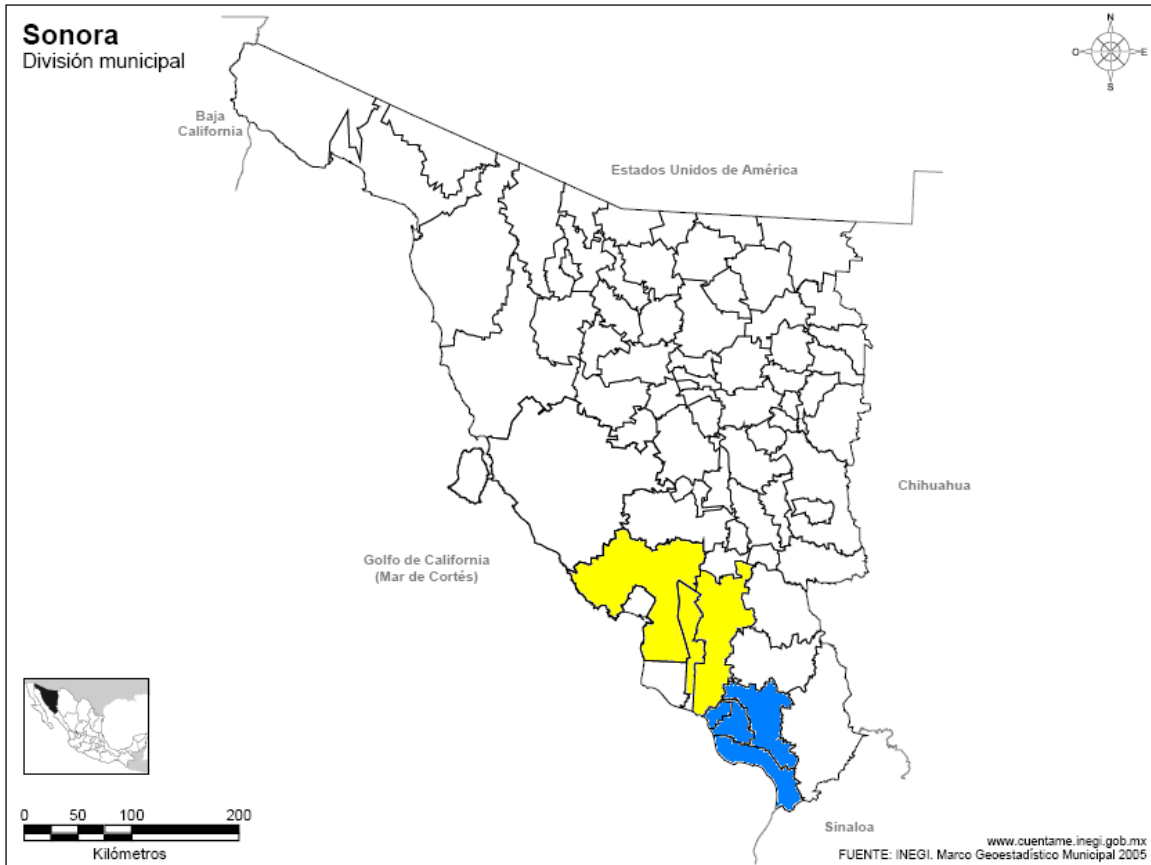 Sonora
División municipal
N
O
E
S
Baja
California
Estados Unidos de América
Chihuahua
Golfo de California
(Mar de Cortés)
Sinaloa
0 50 100 200
Kilómetros
www.cuentame.inegi.gob.mx
FUENTE: INEGI. Marco Geoestadístico Municipal 2005